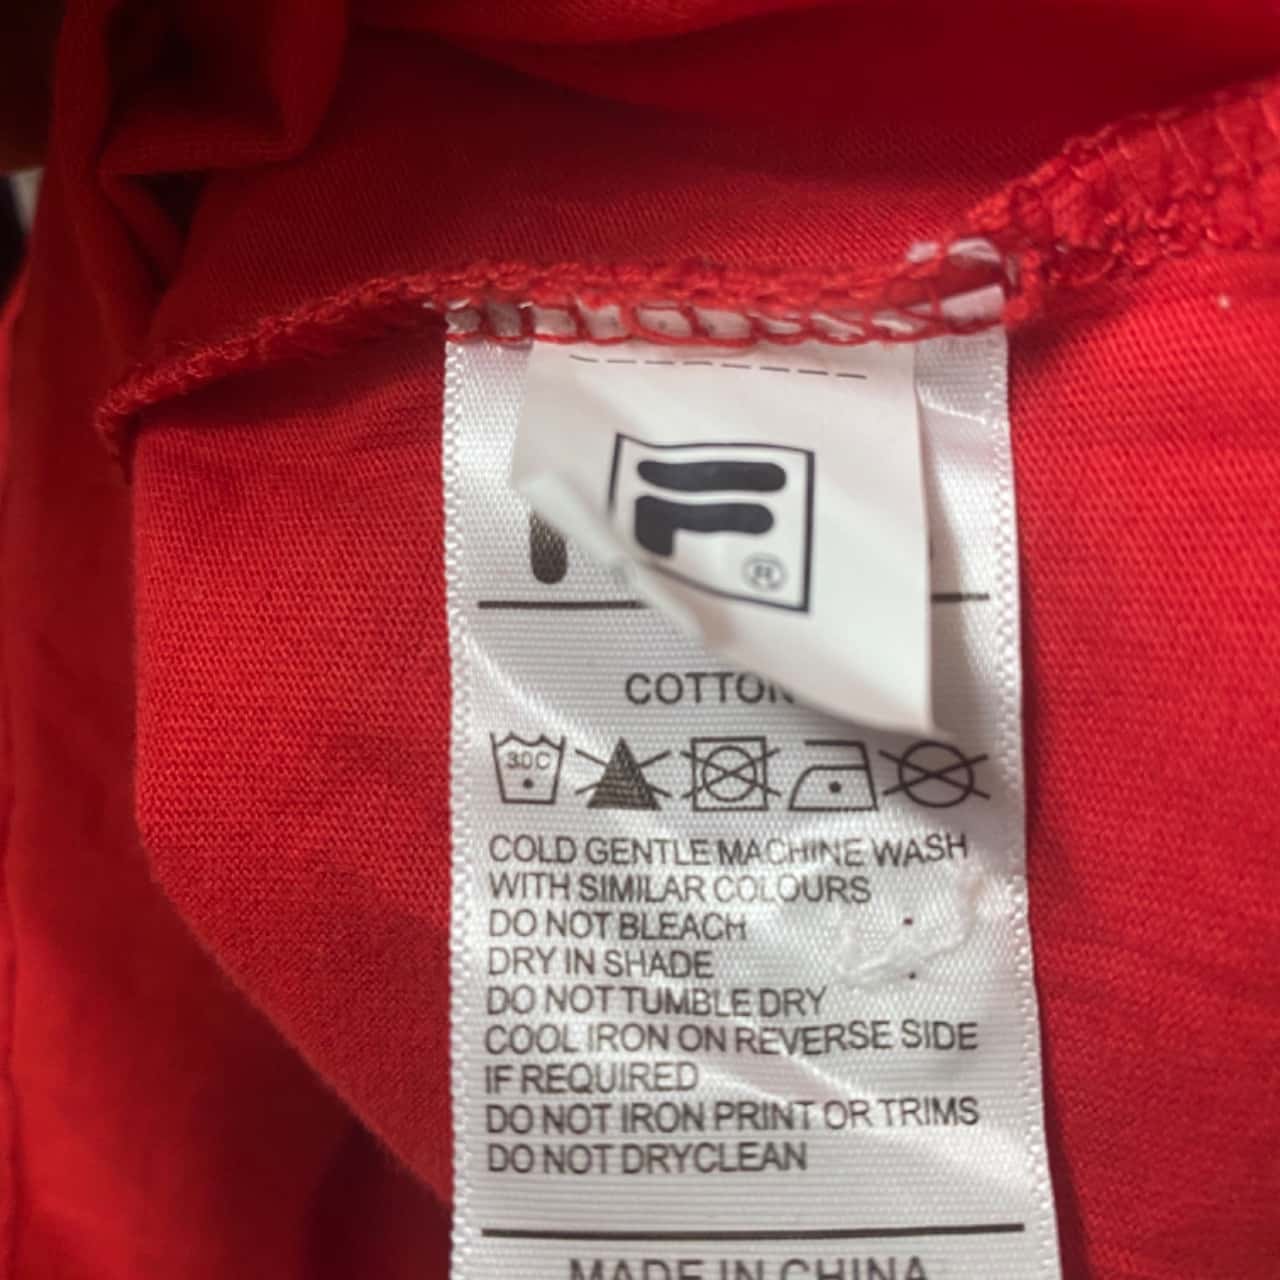 F
®
COTTON
30C
COLD GENTLE MACHINE WASH
WITH SIMILAR COLOURS
DO NOT BLEACH
DRY IN SHADE
DO NOT TUMBLE DRY
COOL IRON ON REVERSE SIDE
IF REQUIRED
DO NOT IRON PRINT OR TRIMS
DO NOT DRYCLEAN
MADE IN CHINA